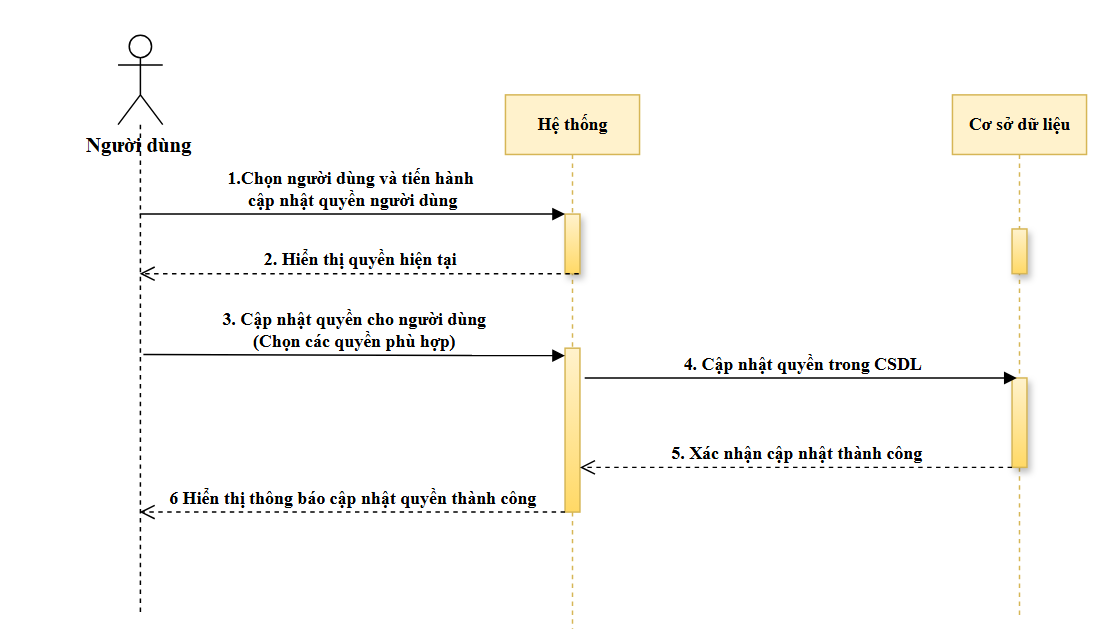 Người dùng
Hệ thống
Cơ sở dữ liệu
1.Chọn người dùng và tiến hành
cập nhật quyền người dùng
2. Hiển thị quyền hiện tại
3. Cập nhật quyền cho người dùng
(Chọn các quyền phù hợp)
4. Cập nhật quyền trong CSDL
5. Xác nhận cập nhật thành công
6 Hiển thị thông báo cập nhật quyền thành công